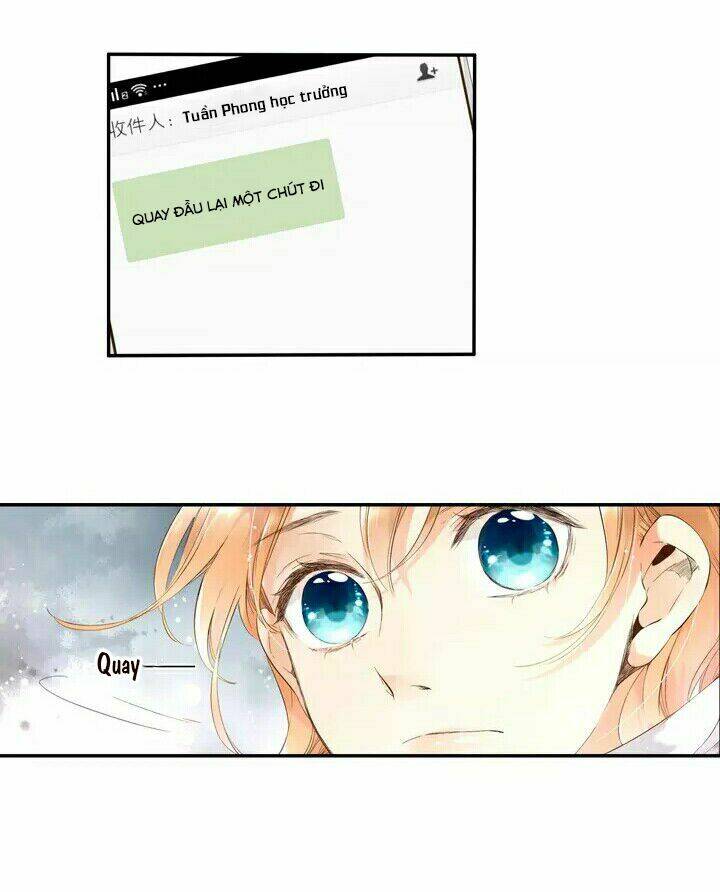 收件人： Tuần Phong học trưởng
QUAY ĐẦU LẠI MỘT CHÚT ĐI
Quay